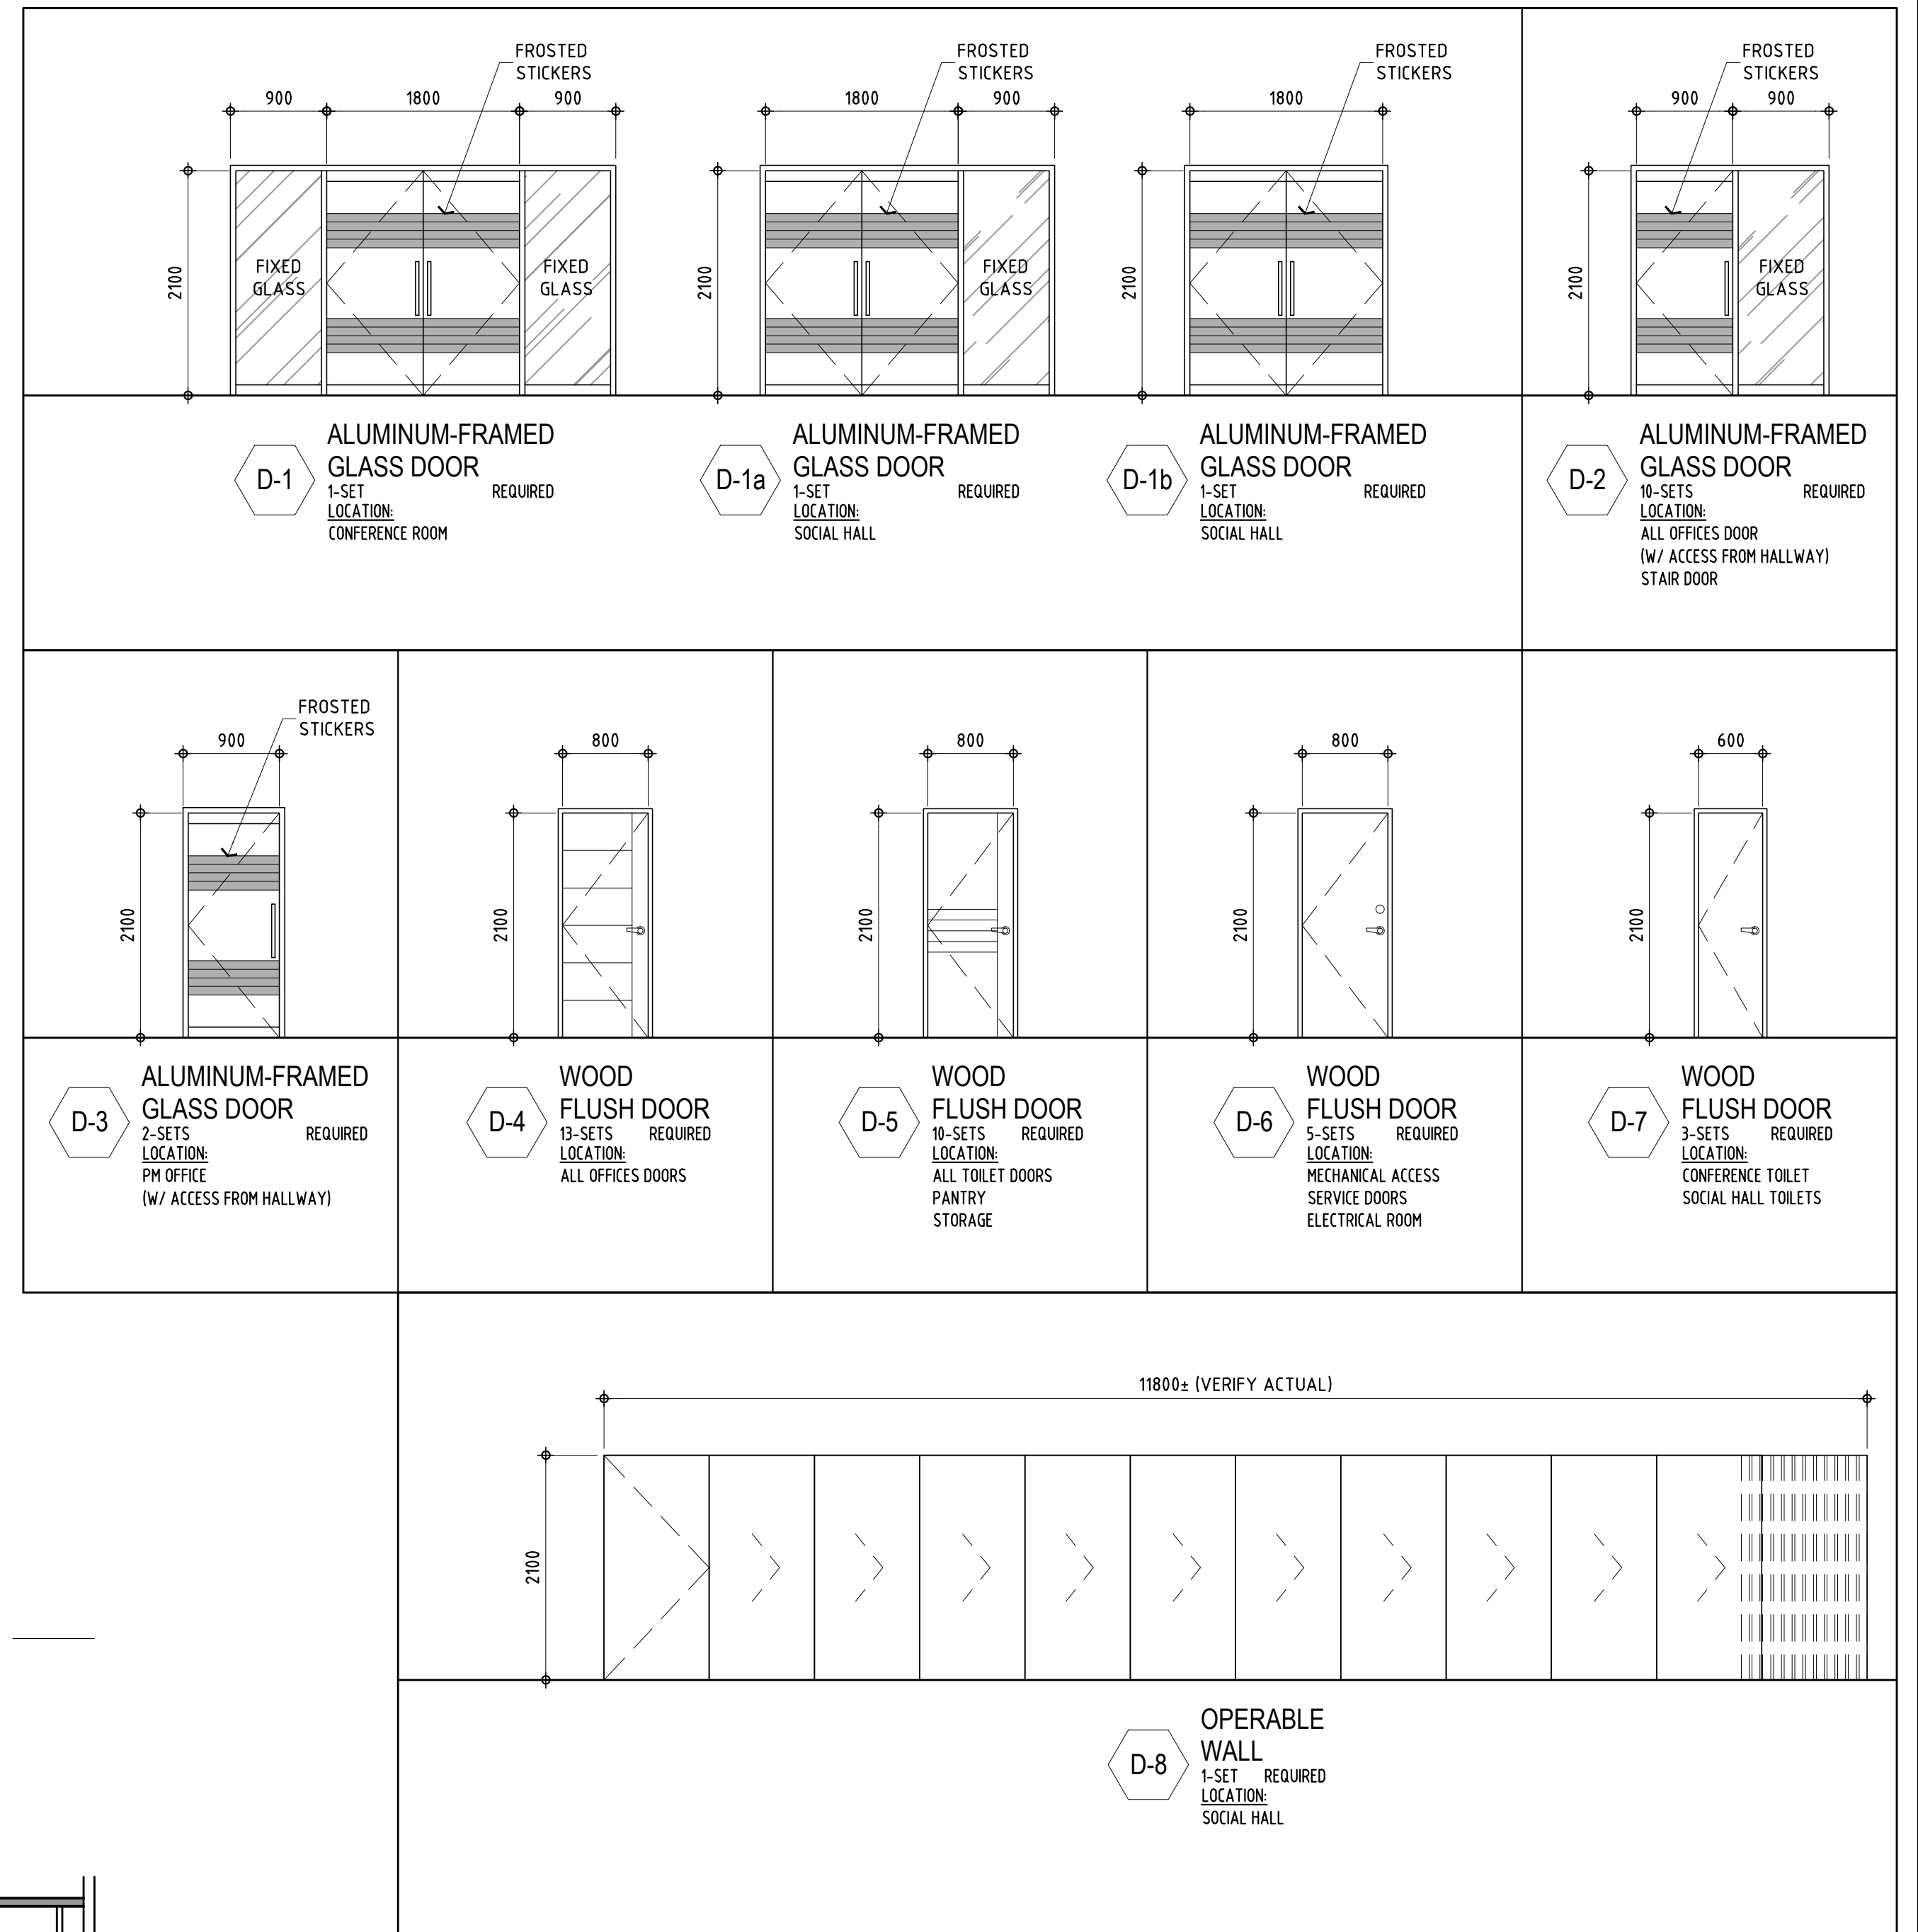 FROSTED
STICKERS
900 1800 900
2100
FIXED
GLASS
FIXED
GLASS
D-1
ALUMINUM-FRAMED
GLASS DOOR
1-SET REQUIRED
LOCATION:
CONFERENCE ROOM
FROSTED
STICKERS
1800 900
2100
FIXED
GLASS
D-1a
ALUMINUM-FRAMED
GLASS DOOR
1-SET REQUIRED
LOCATION:
SOCIAL HALL
FROSTED
STICKERS
1800
2100
D-1b
ALUMINUM-FRAMED
GLASS DOOR
1-SET REQUIRED
LOCATION:
SOCIAL HALL
FROSTED
STICKERS
900 900
2100
FIXED
GLASS
D-2
ALUMINUM-FRAMED
GLASS DOOR
10-SETS REQUIRED
LOCATION:
ALL OFFICES DOOR
(W/ ACCESS FROM HALLWAY)
STAIR DOOR
FROSTED
STICKERS
900
2100
D-3
ALUMINUM-FRAMED
GLASS DOOR
2-SETS REQUIRED
LOCATION:
PM OFFICE
(W/ ACCESS FROM HALLWAY)
800
2100
D-4
WOOD
FLUSH DOOR
13-SETS REQUIRED
LOCATION:
ALL OFFICES DOORS
800
2100
D-5
WOOD
FLUSH DOOR
10-SETS REQUIRED
LOCATION:
ALL TOILET DOORS
PANTRY
STORAGE
800
2100
D-6
WOOD
FLUSH DOOR
5-SETS REQUIRED
LOCATION:
MECHANICAL ACCESS
SERVICE DOORS
ELECTRICAL ROOM
600
2100
D-7
WOOD
FLUSH DOOR
3-SETS REQUIRED
LOCATION:
CONFERENCE TOILET
SOCIAL HALL TOILETS
11800± (VERIFY ACTUAL)
2100
D-8
OPERABLE
WALL
1-SET REQUIRED
LOCATION:
SOCIAL HALL